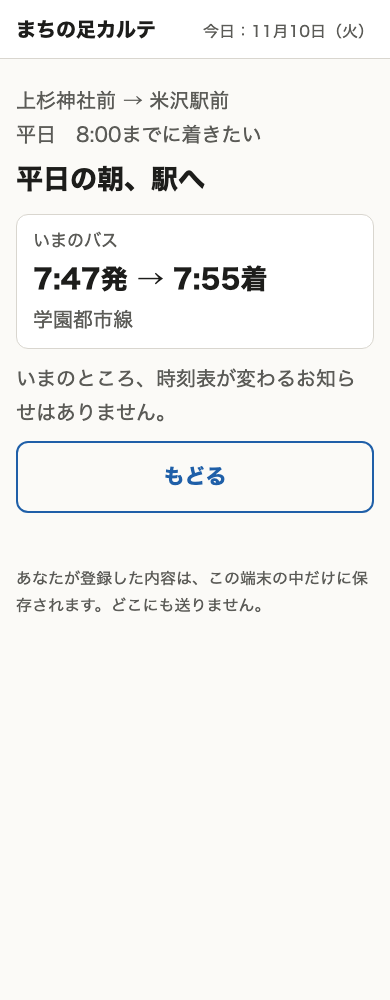 まちの足カルテ
今日：11月10日（火）
上杉神社前 → 米沢駅前
平日　8:00までに着きたい
平日の朝、駅へ
いまのバス
7:47発 → 7:55着
学園都市線
いまのところ、時刻表が変わるお知ら
せはありません。
もどる
あなたが登録した内容は、この端末の中だけに保
存されます。どこにも送りません。